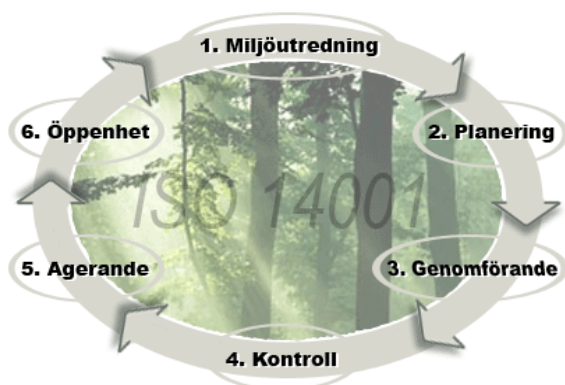 1. Miljöutredning
2. Planering
3. Genomförande
4. Kontroll
5. Agerande
6. Öppenhet
ISO 14001